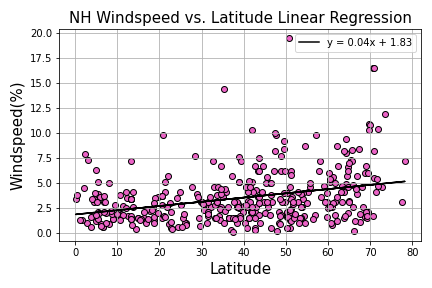 NH Windspeed vs. Latitude Linear Regression
y = 0.04x + 1.83
Windspeed(%)
20.0
17.5
15.0
12.5
10.0
7.5
5.0
2.5
0.0
0 10 20 30 40 50 60 70 80
Latitude